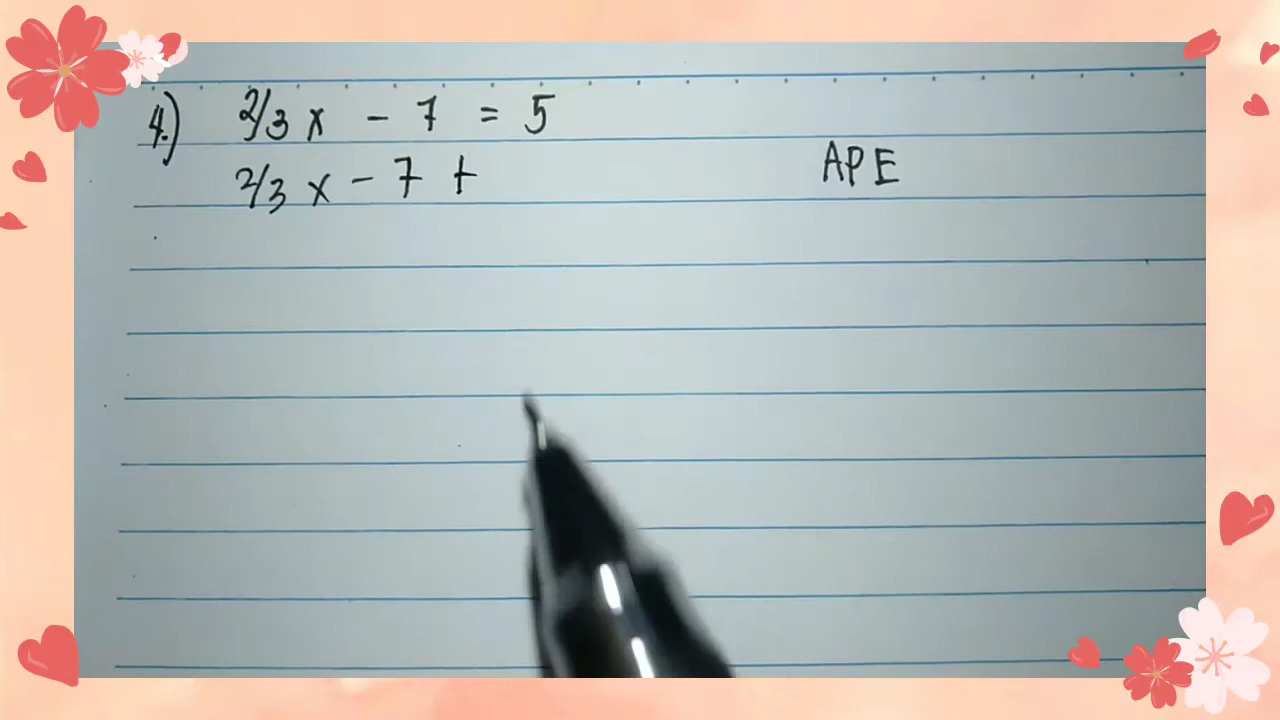 4.) 2/3 x - 7 = 5
2/3 x - 7 + APE